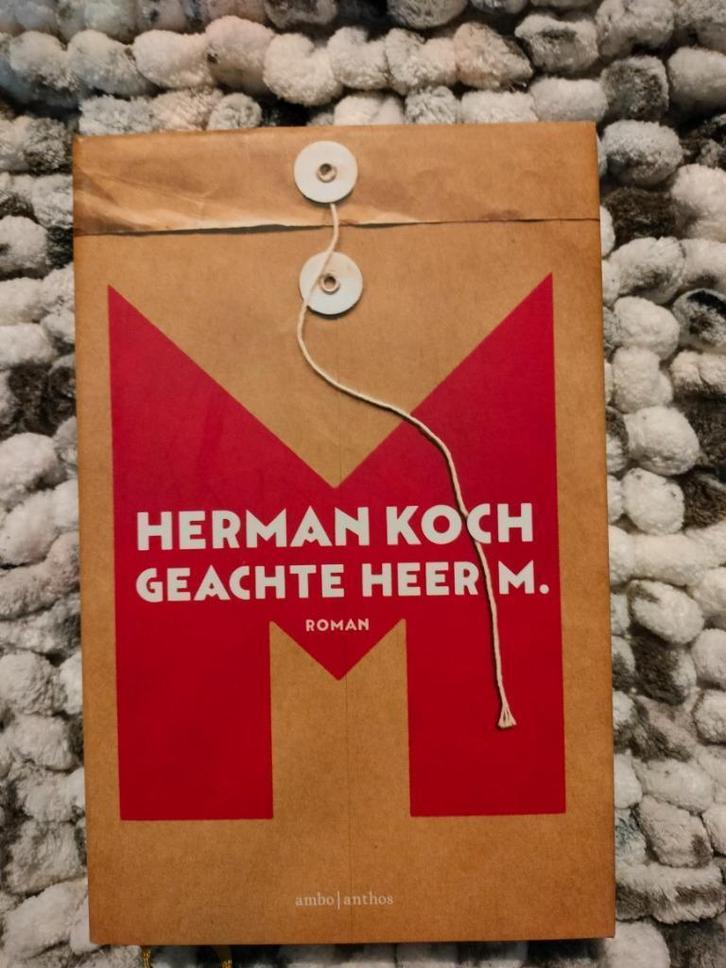 HERMAN KOCH
GEACHTE HEER M.
ROMAN
ambo|anthos